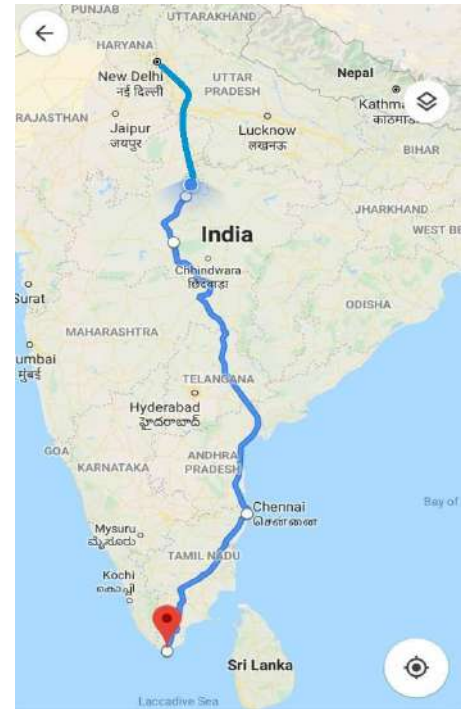 PUNJAB
UTTARAKHAND
HARYANA
New Delhi
नई दिल्ली
UTTAR
PRADESH
Nepal
RAJASTHAN
Jaipur
जयपुर
Lucknow
लखनऊ
काठमाडौं
BIHAR
JHARKHAND
India
WEST BE
Chhindwara
छिंदवाड़ा
Surat
ODISHA
MAHARASHTRA
umbai
मुंबई
TELANGANA
Hyderabad
హైదరాబాద్
GOA
KARNATAKA
ANDHRA
PRADESH
Bay of
Chennai
சென்னை
Mysuru
ಮೈಸೂರು
TAMIL NADU
Kochi
കൊച്ചി
Sri Lanka
Laccadive Sea